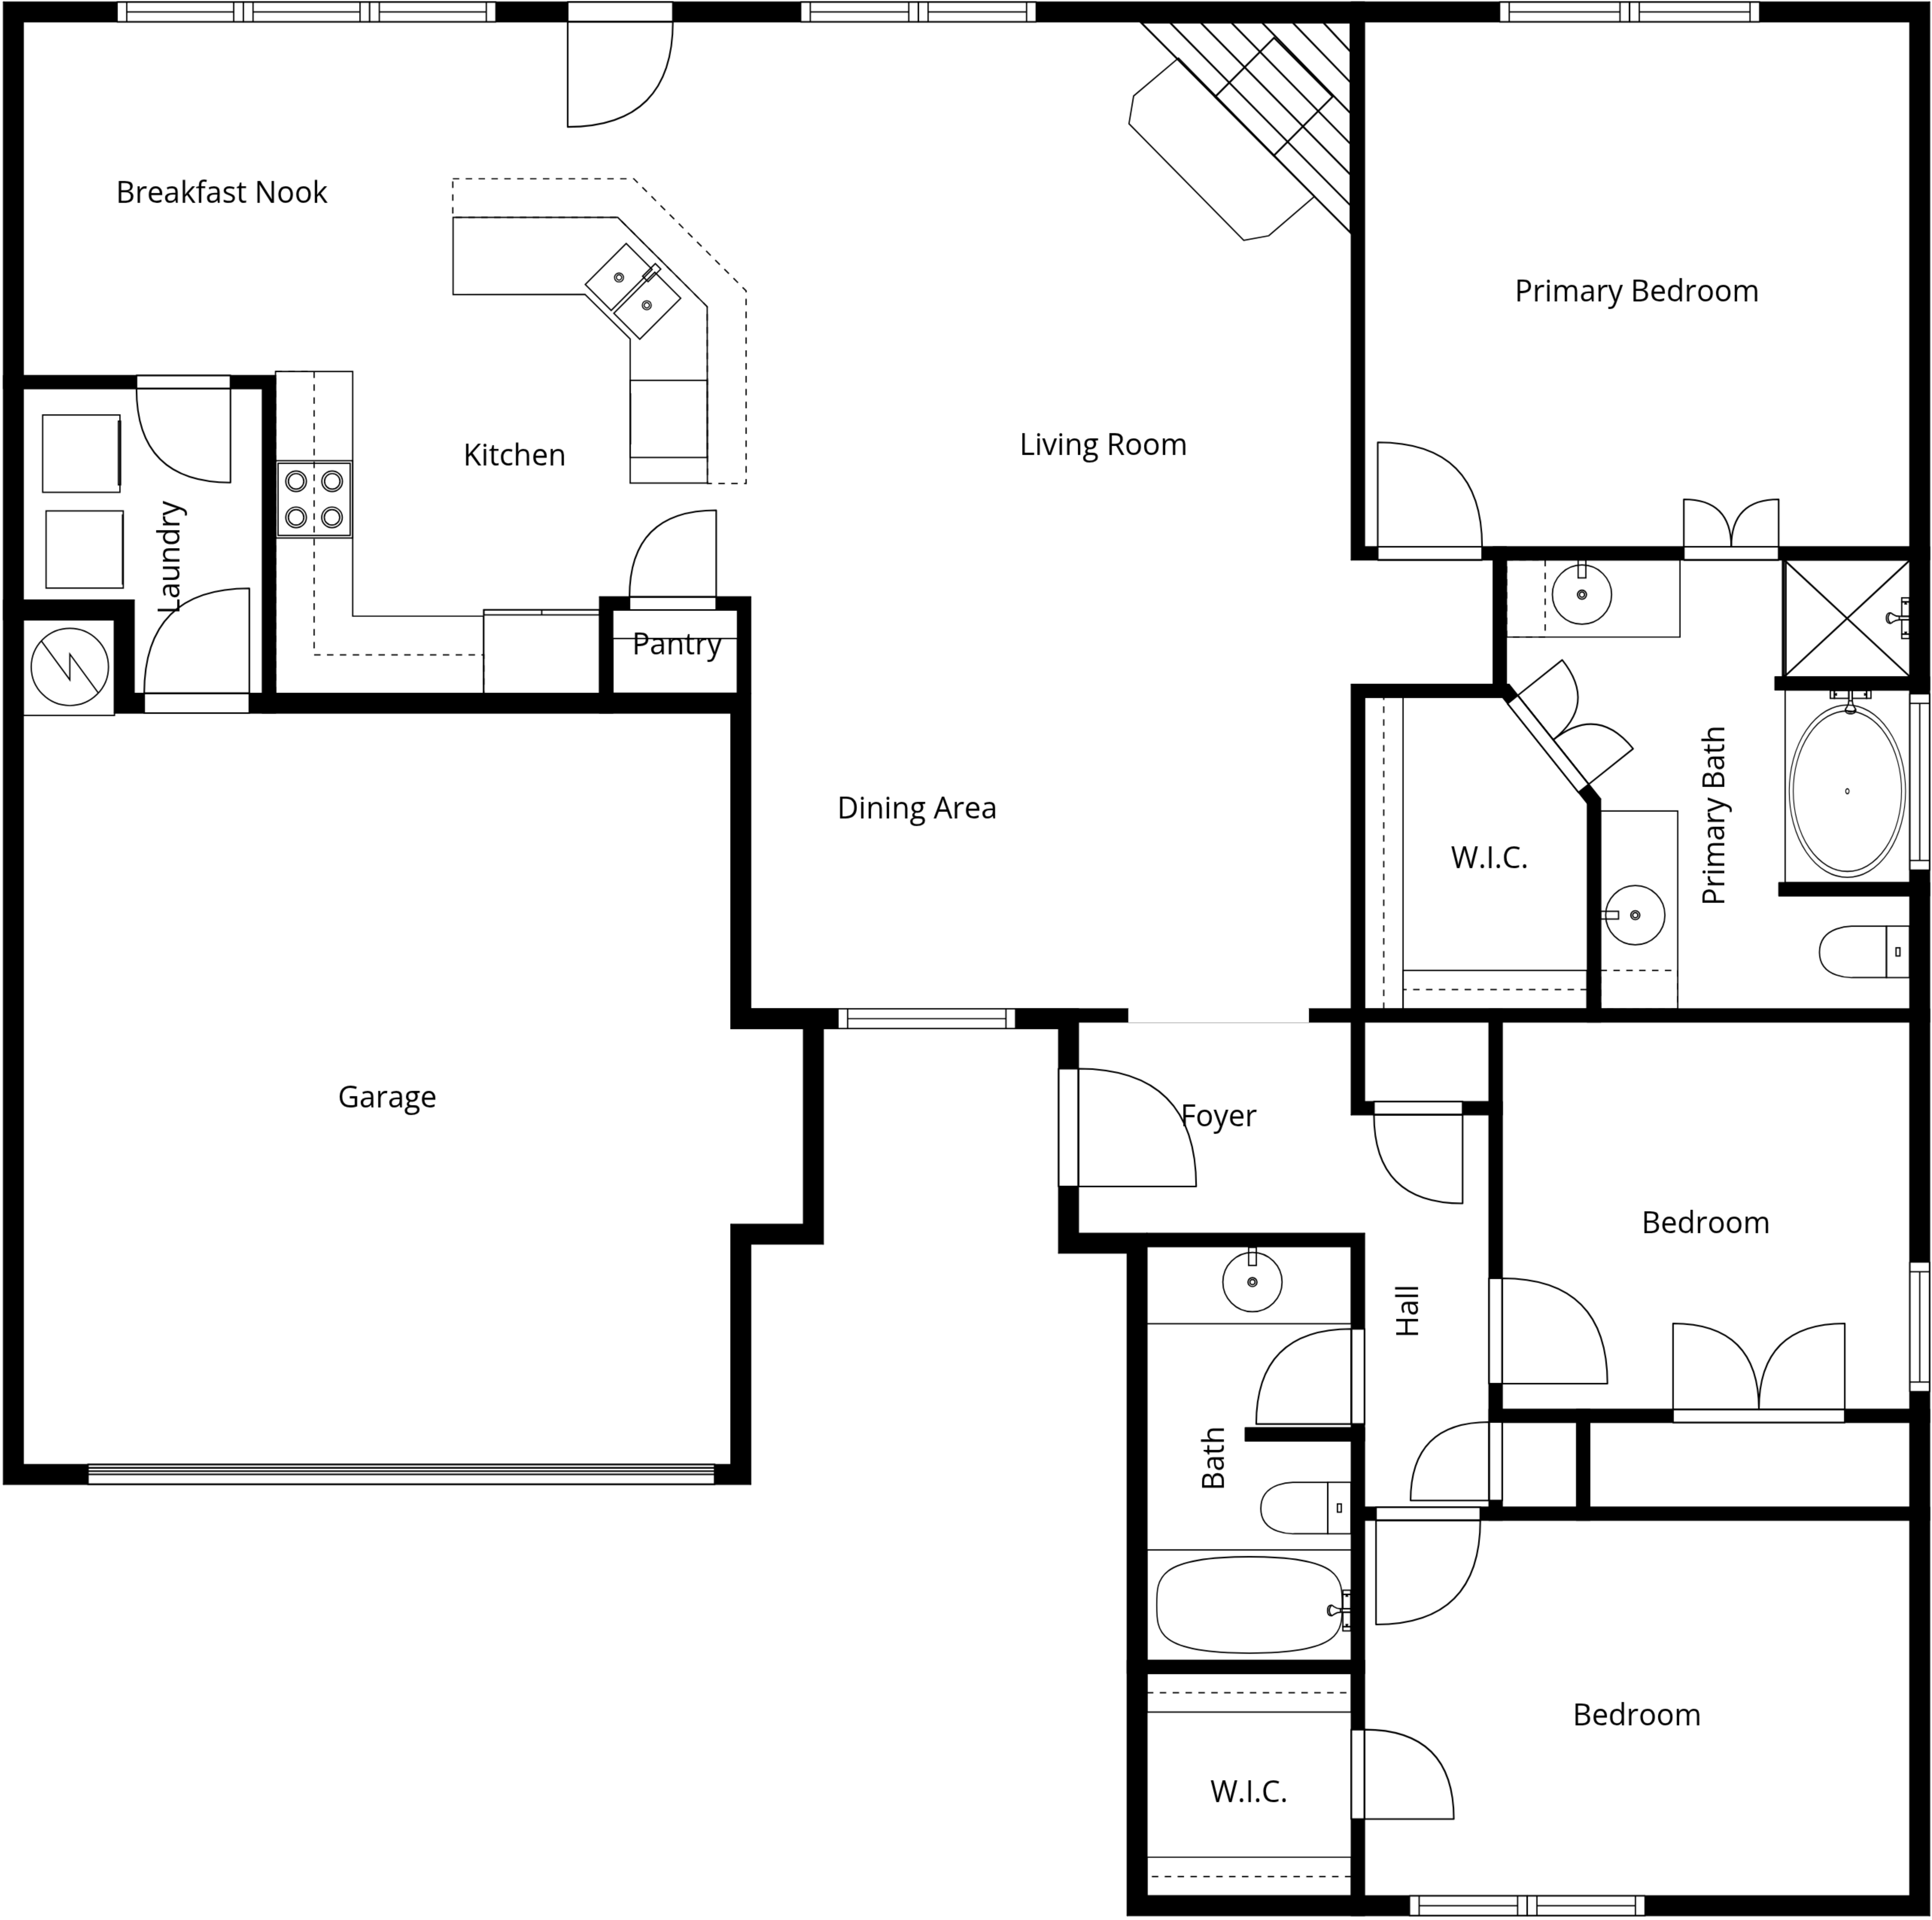 Breakfast Nook
Primary Bedroom
Living Room
Kitchen
Laundry
Pantry
Dining Area
Primary Bath
W.I.C.
Garage
Foyer
Bedroom
Hall
Bath
Bedroom
W.I.C.